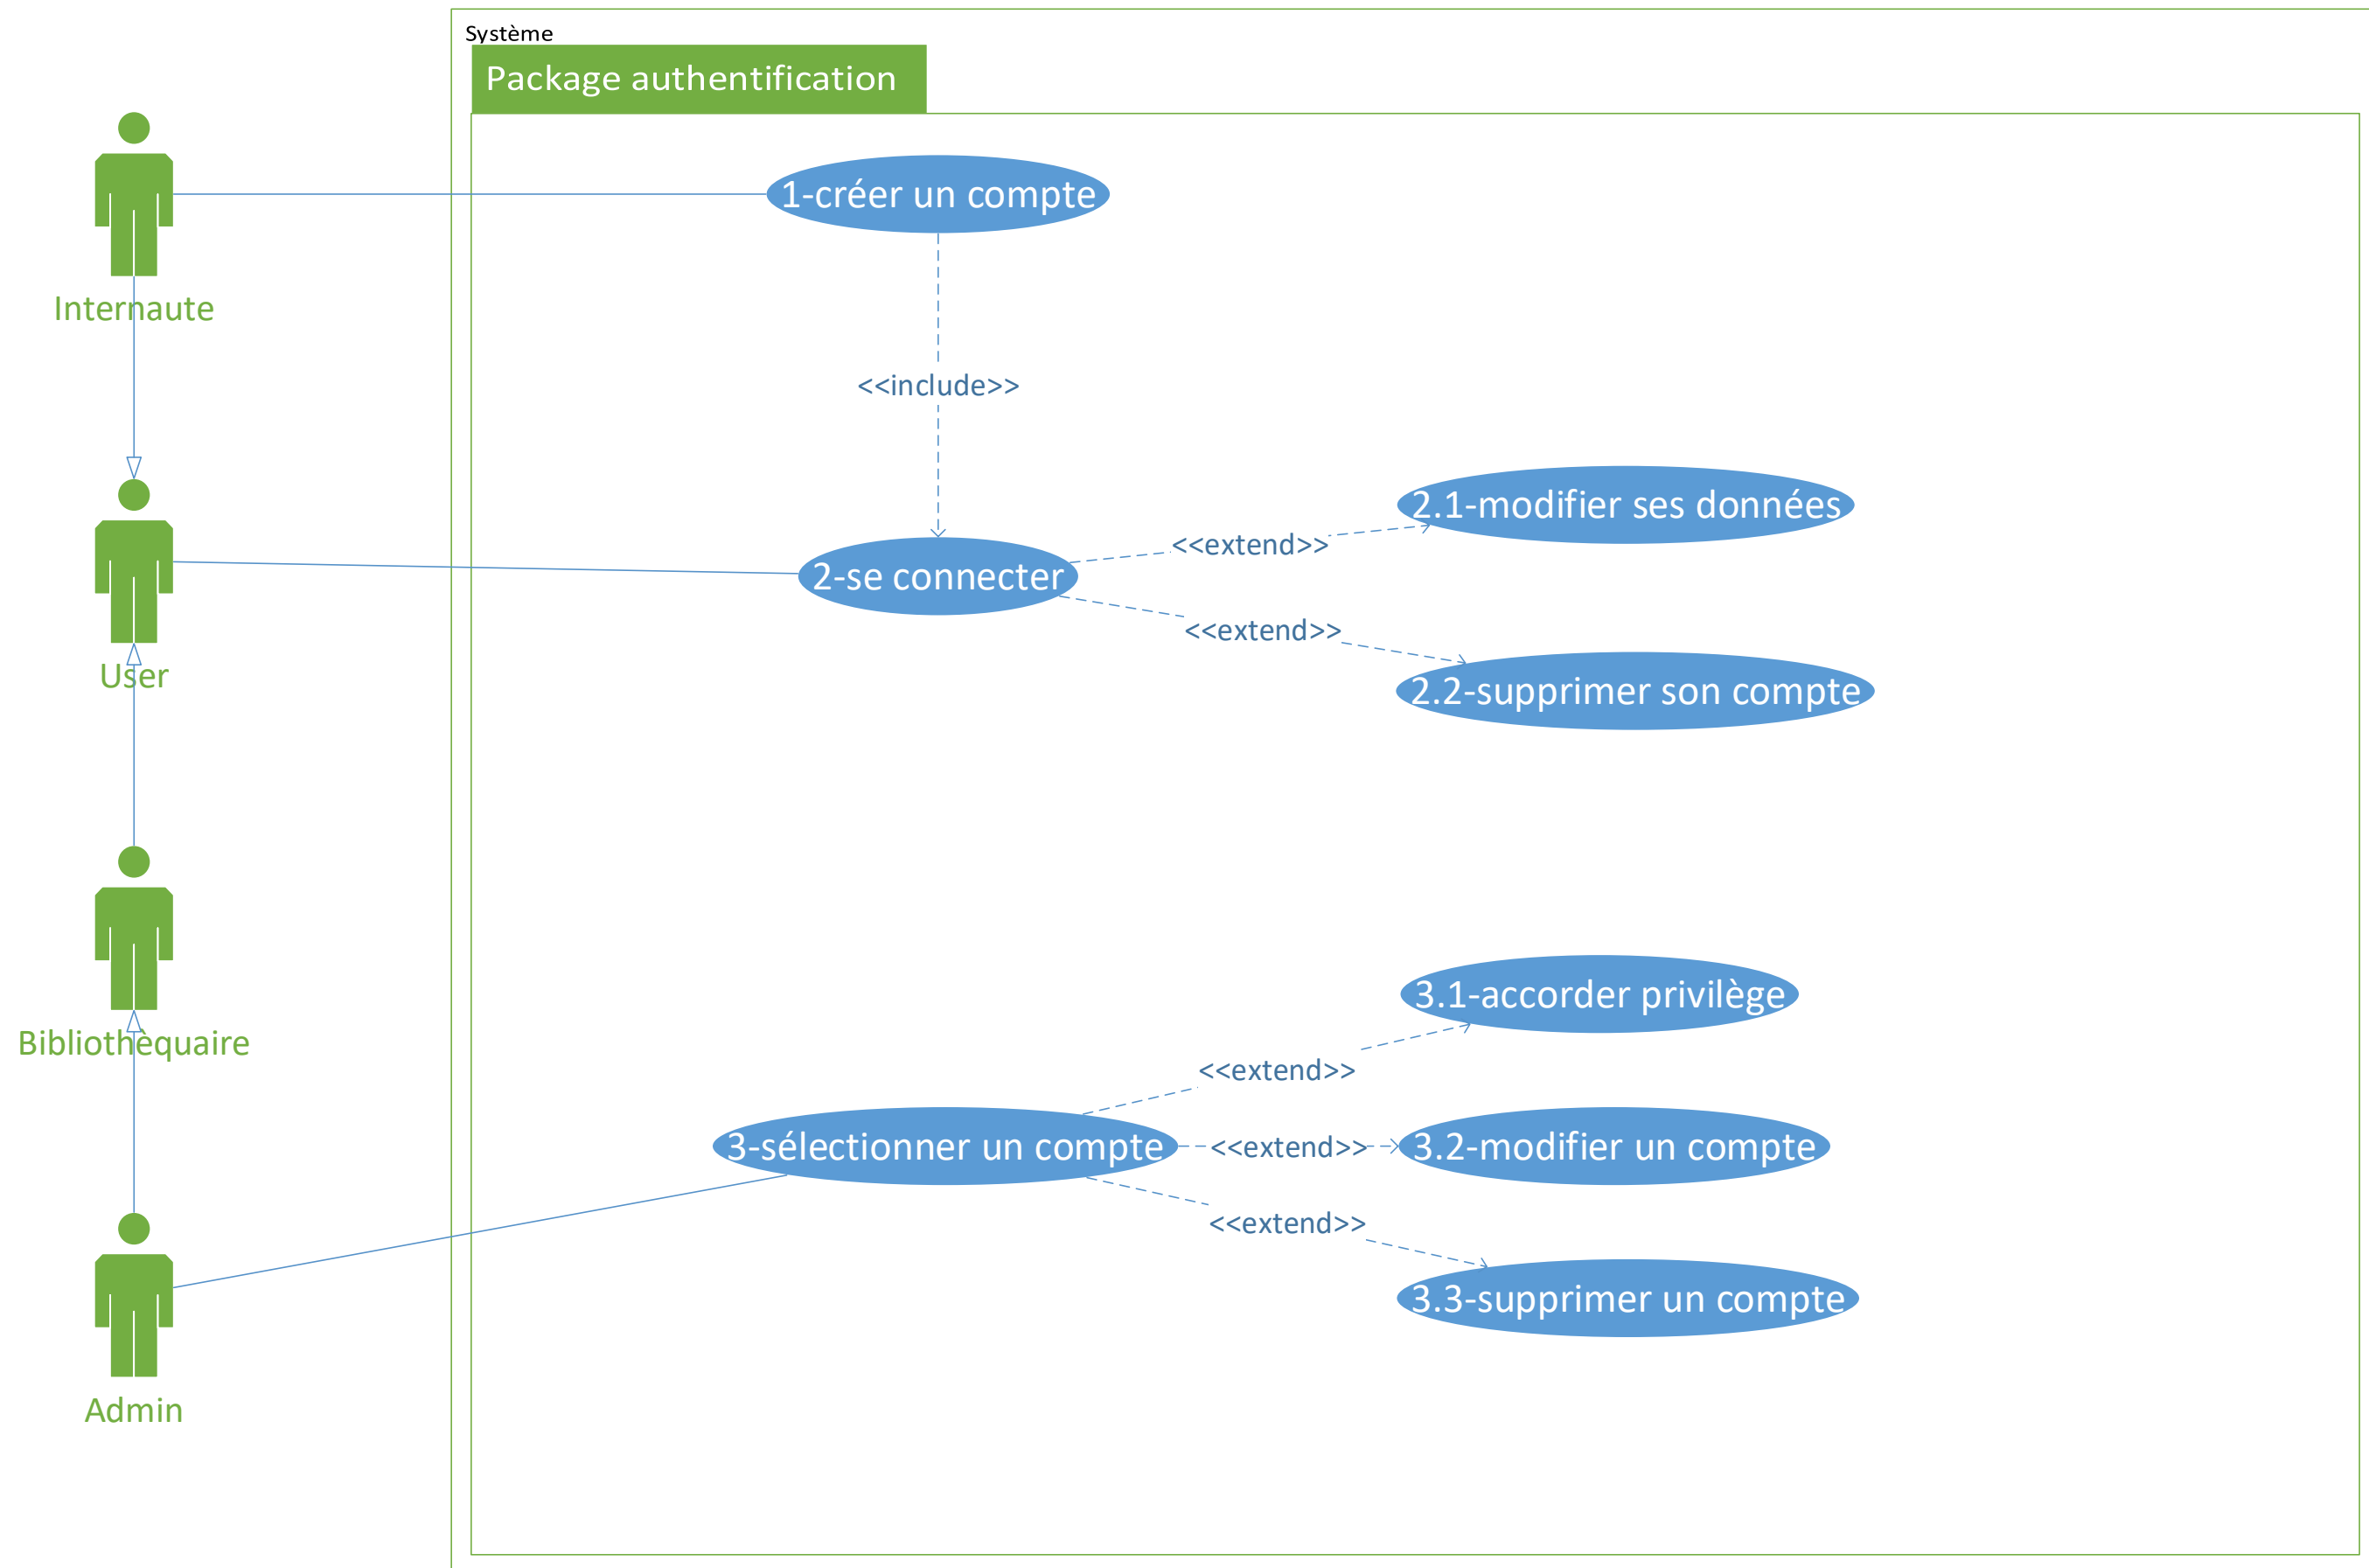 Système
Package authentification
1-créer un compte
Internaute
<<include>>
2.1-modifier ses données
<<extend>>
2-se connecter
<<extend>>
User
2.2-supprimer son compte
3.1-accorder privilège
Bibliothèquaire
<<extend>>
3-sélectionner un compte
<<extend>>
3.2-modifier un compte
<<extend>>
3.3-supprimer un compte
Admin